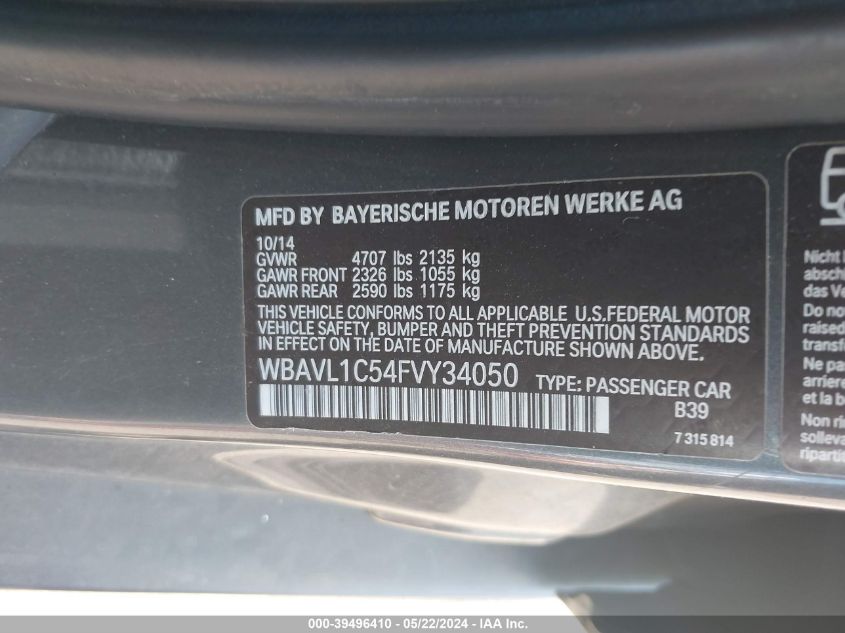 MFD BY BAYERISCHE MOTOREN WERKE AG
10/14
GVWR 4707 lbs 2135 kg
GAWR FRONT 2326 lbs 1055 kg
GAWR REAR 2590 lbs 1175 kg
THIS VEHICLE CONFORMS TO ALL APPLICABLE U.S.FEDERAL MOTOR
VEHICLE SAFETY, BUMPER AND THEFT PREVENTION STANDARDS
IN EFFECT ON THE DATE OF MANUFACTURE SHOWN ABOVE.
WBAVL1C54FVY34050 TYPE: PASSENGER CAR
B39
7 315 814
Nicht
abschl
das Ve
Do not
raised
transf
Ne pa
arriere
et la b
Non ri
solleva
ripartit
000-39496410 - 05/22/2024 - IAA Inc.